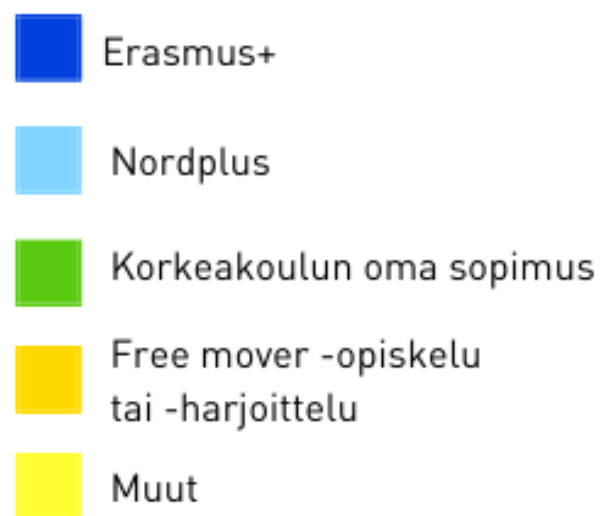 Erasmus+
Nordplus
Korkeakoulun oma sopimus
Free mover -opiskelu
tai -harjoittelu
Muut